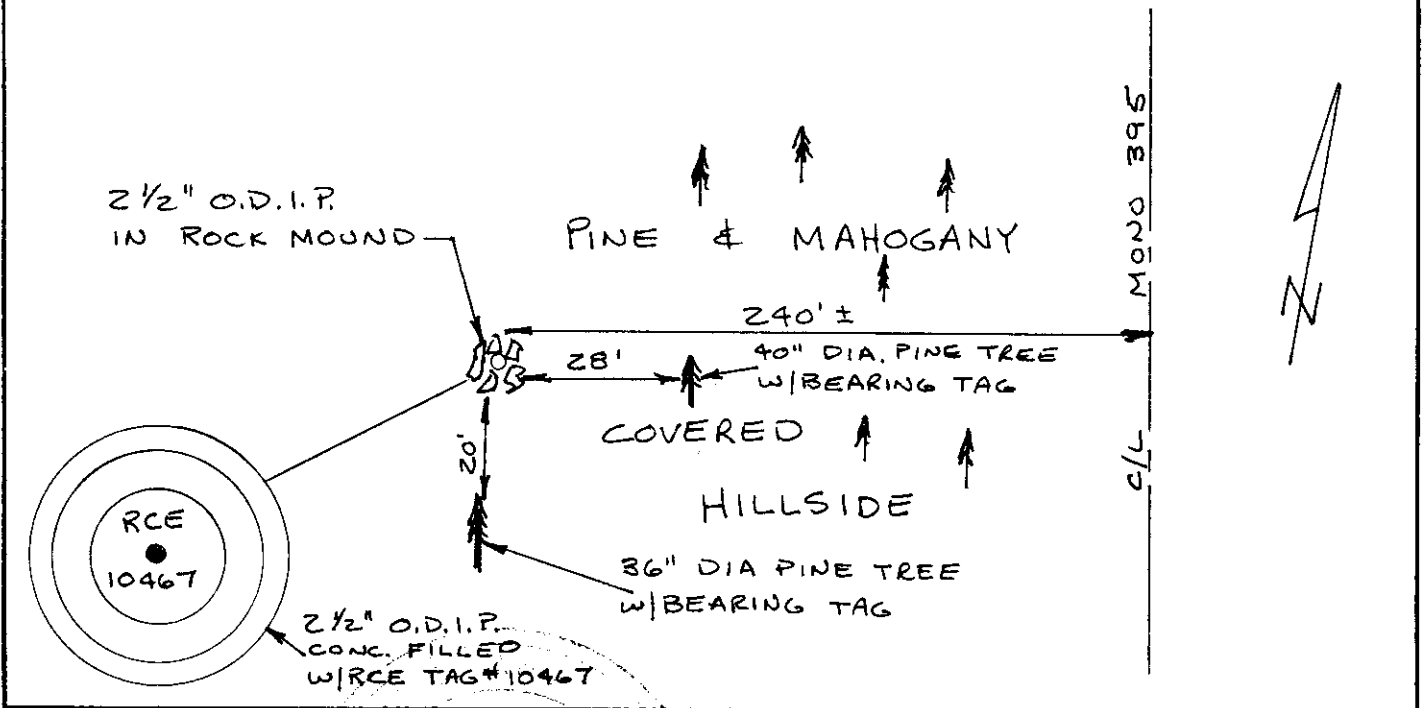 2 1/2" O.D.I.P.
IN ROCK MOUND
PINE & MAHOGANY
MONO 395
240' ±
28'
40" DIA. PINE TREE
W/BEARING TAG
COVERED
20'
C/L
HILLSIDE
RCE
10467
36" DIA PINE TREE
W/BEARING TAG
2 1/2" O.D.I.P.
CONC. FILLED
W/RCE TAG#10467
N